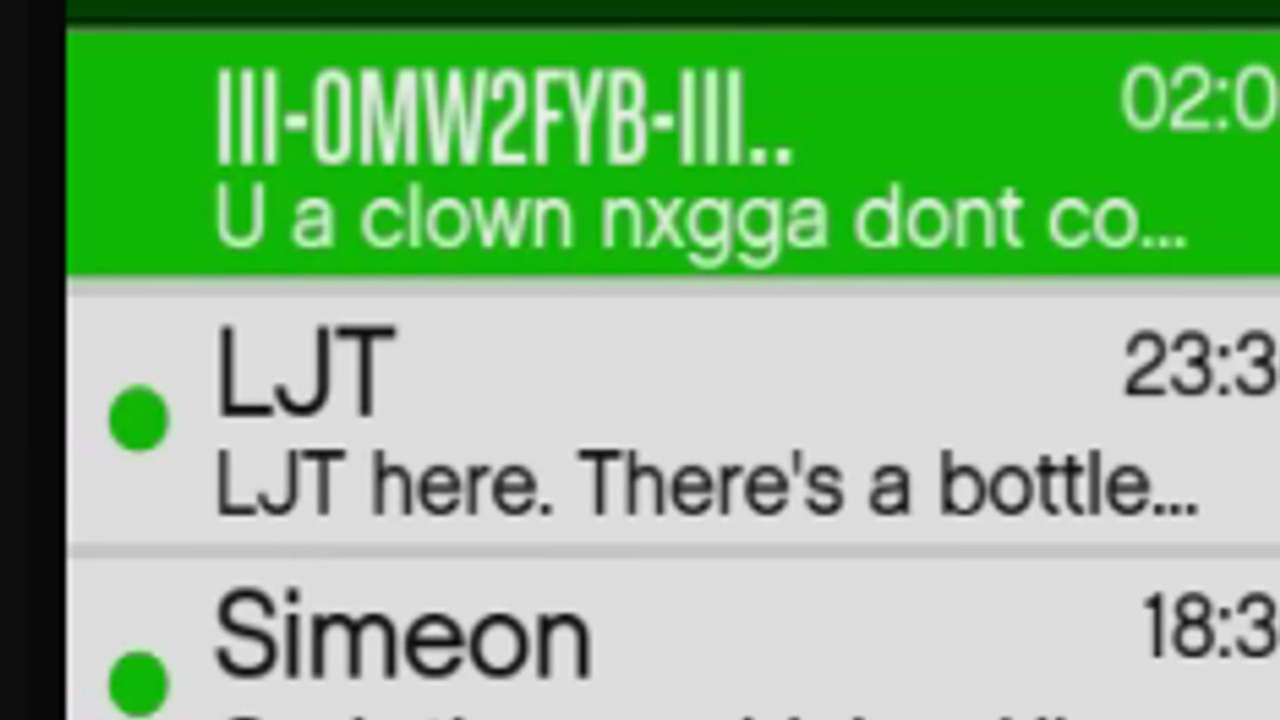 III-0MW2FYB-III..
02:0
U a clown nxgga dont co...
LJT
23:3
LJT here. There's a bottle...
Simeon
18:3